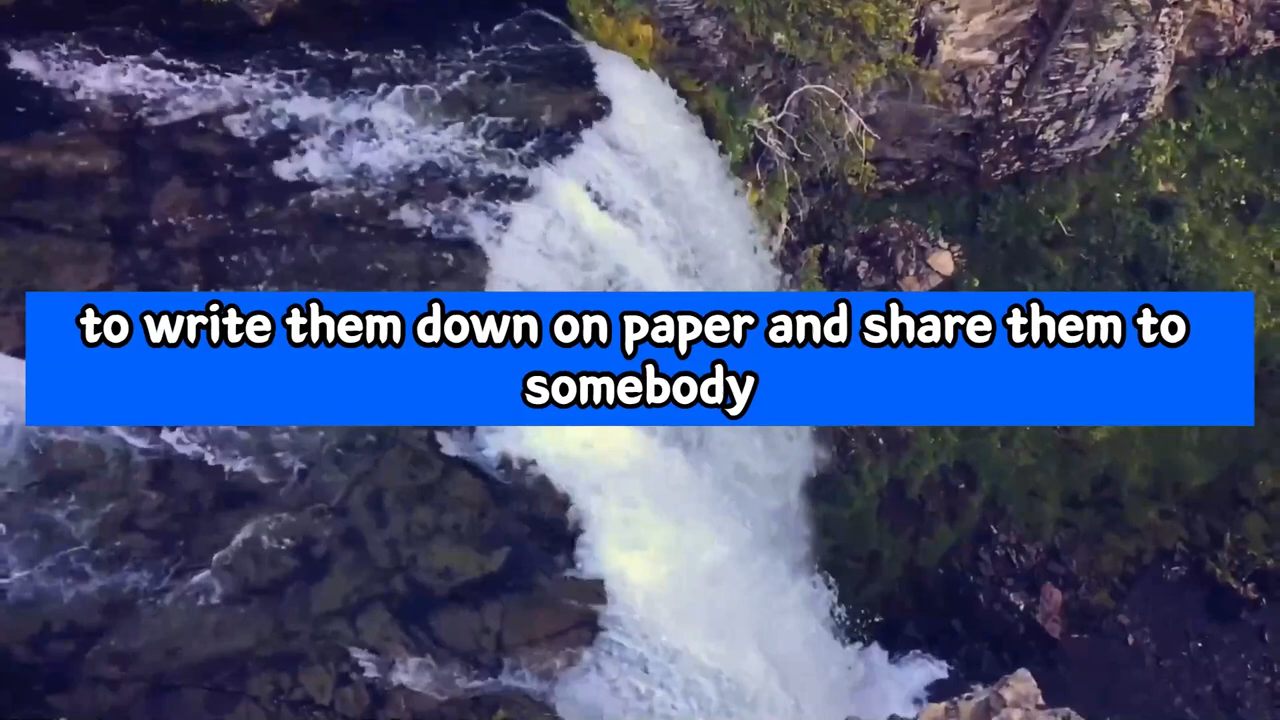 to write them down on paper and share them to
somebody